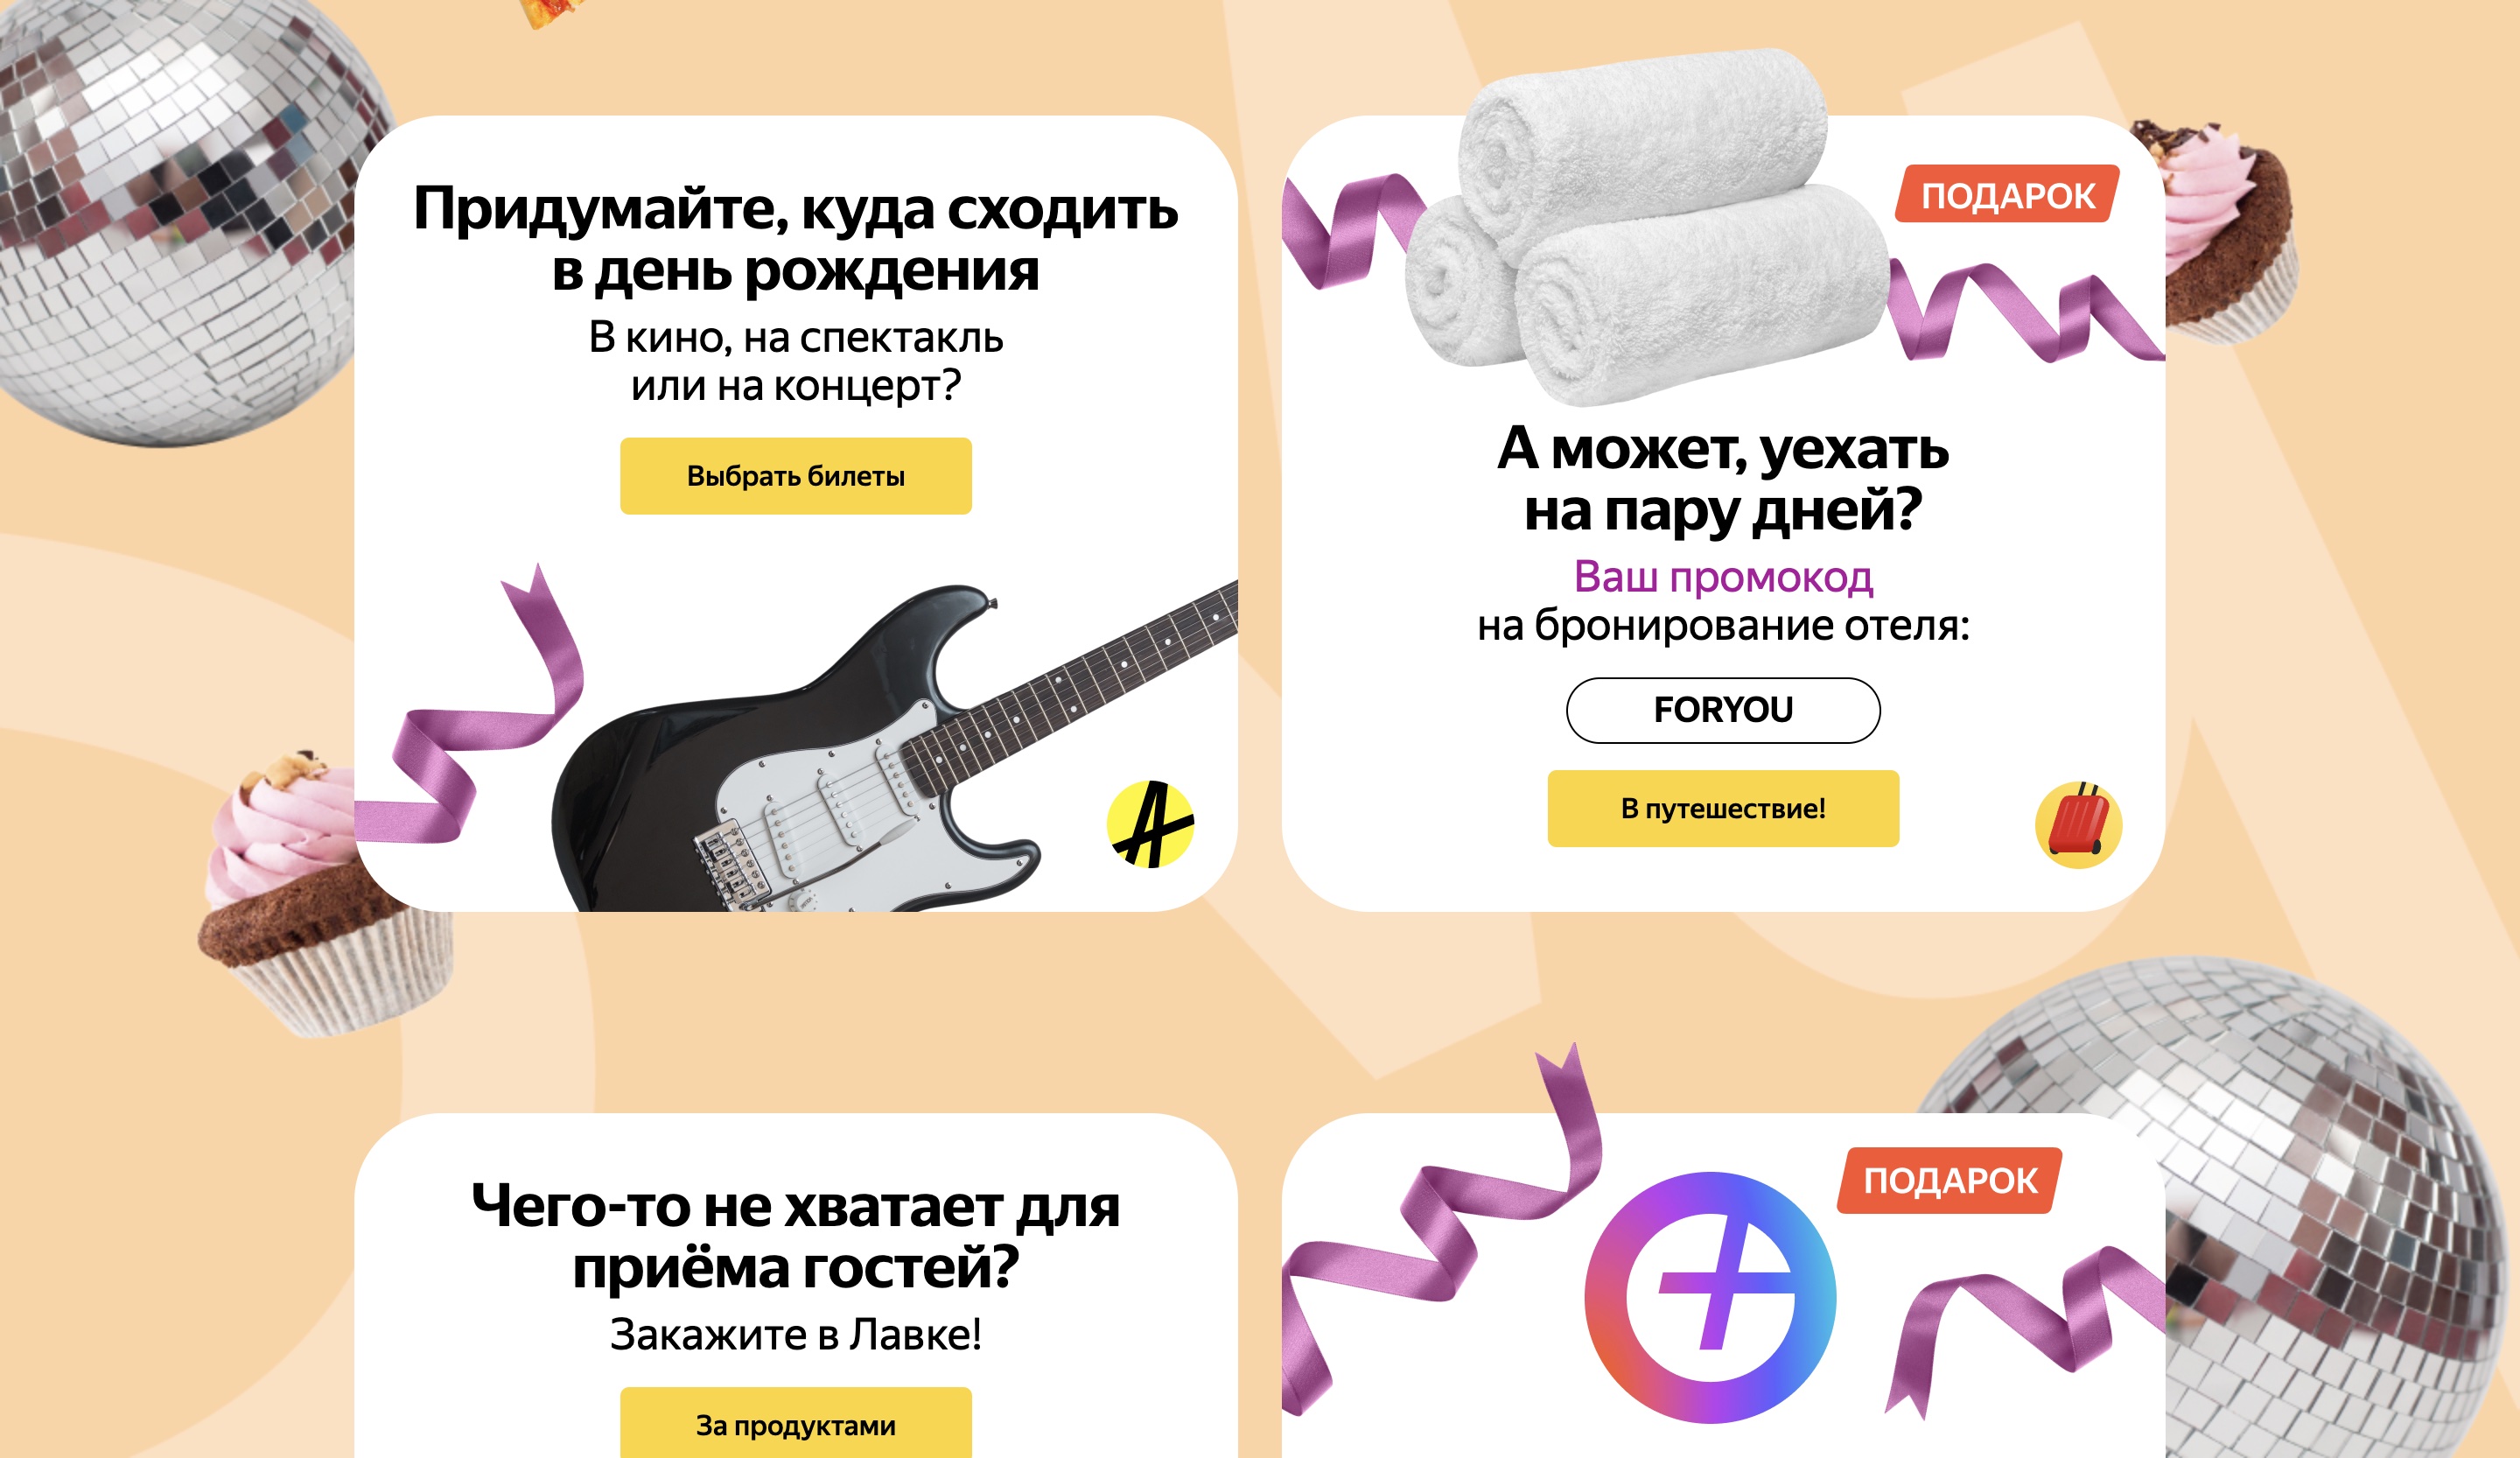 Придумайте, куда сходить
в день рождения
В кино, на спектакль
или на концерт?
Выбрать билеты
ПОДАРОК
А может, уехать
на пару дней?
Ваш промокод
на бронирование отеля:
FORYOU
В путешествие!
Чего-то не хватает для
приёма гостей?
Закажите в Лавке!
За продуктами
ПОДАРОК